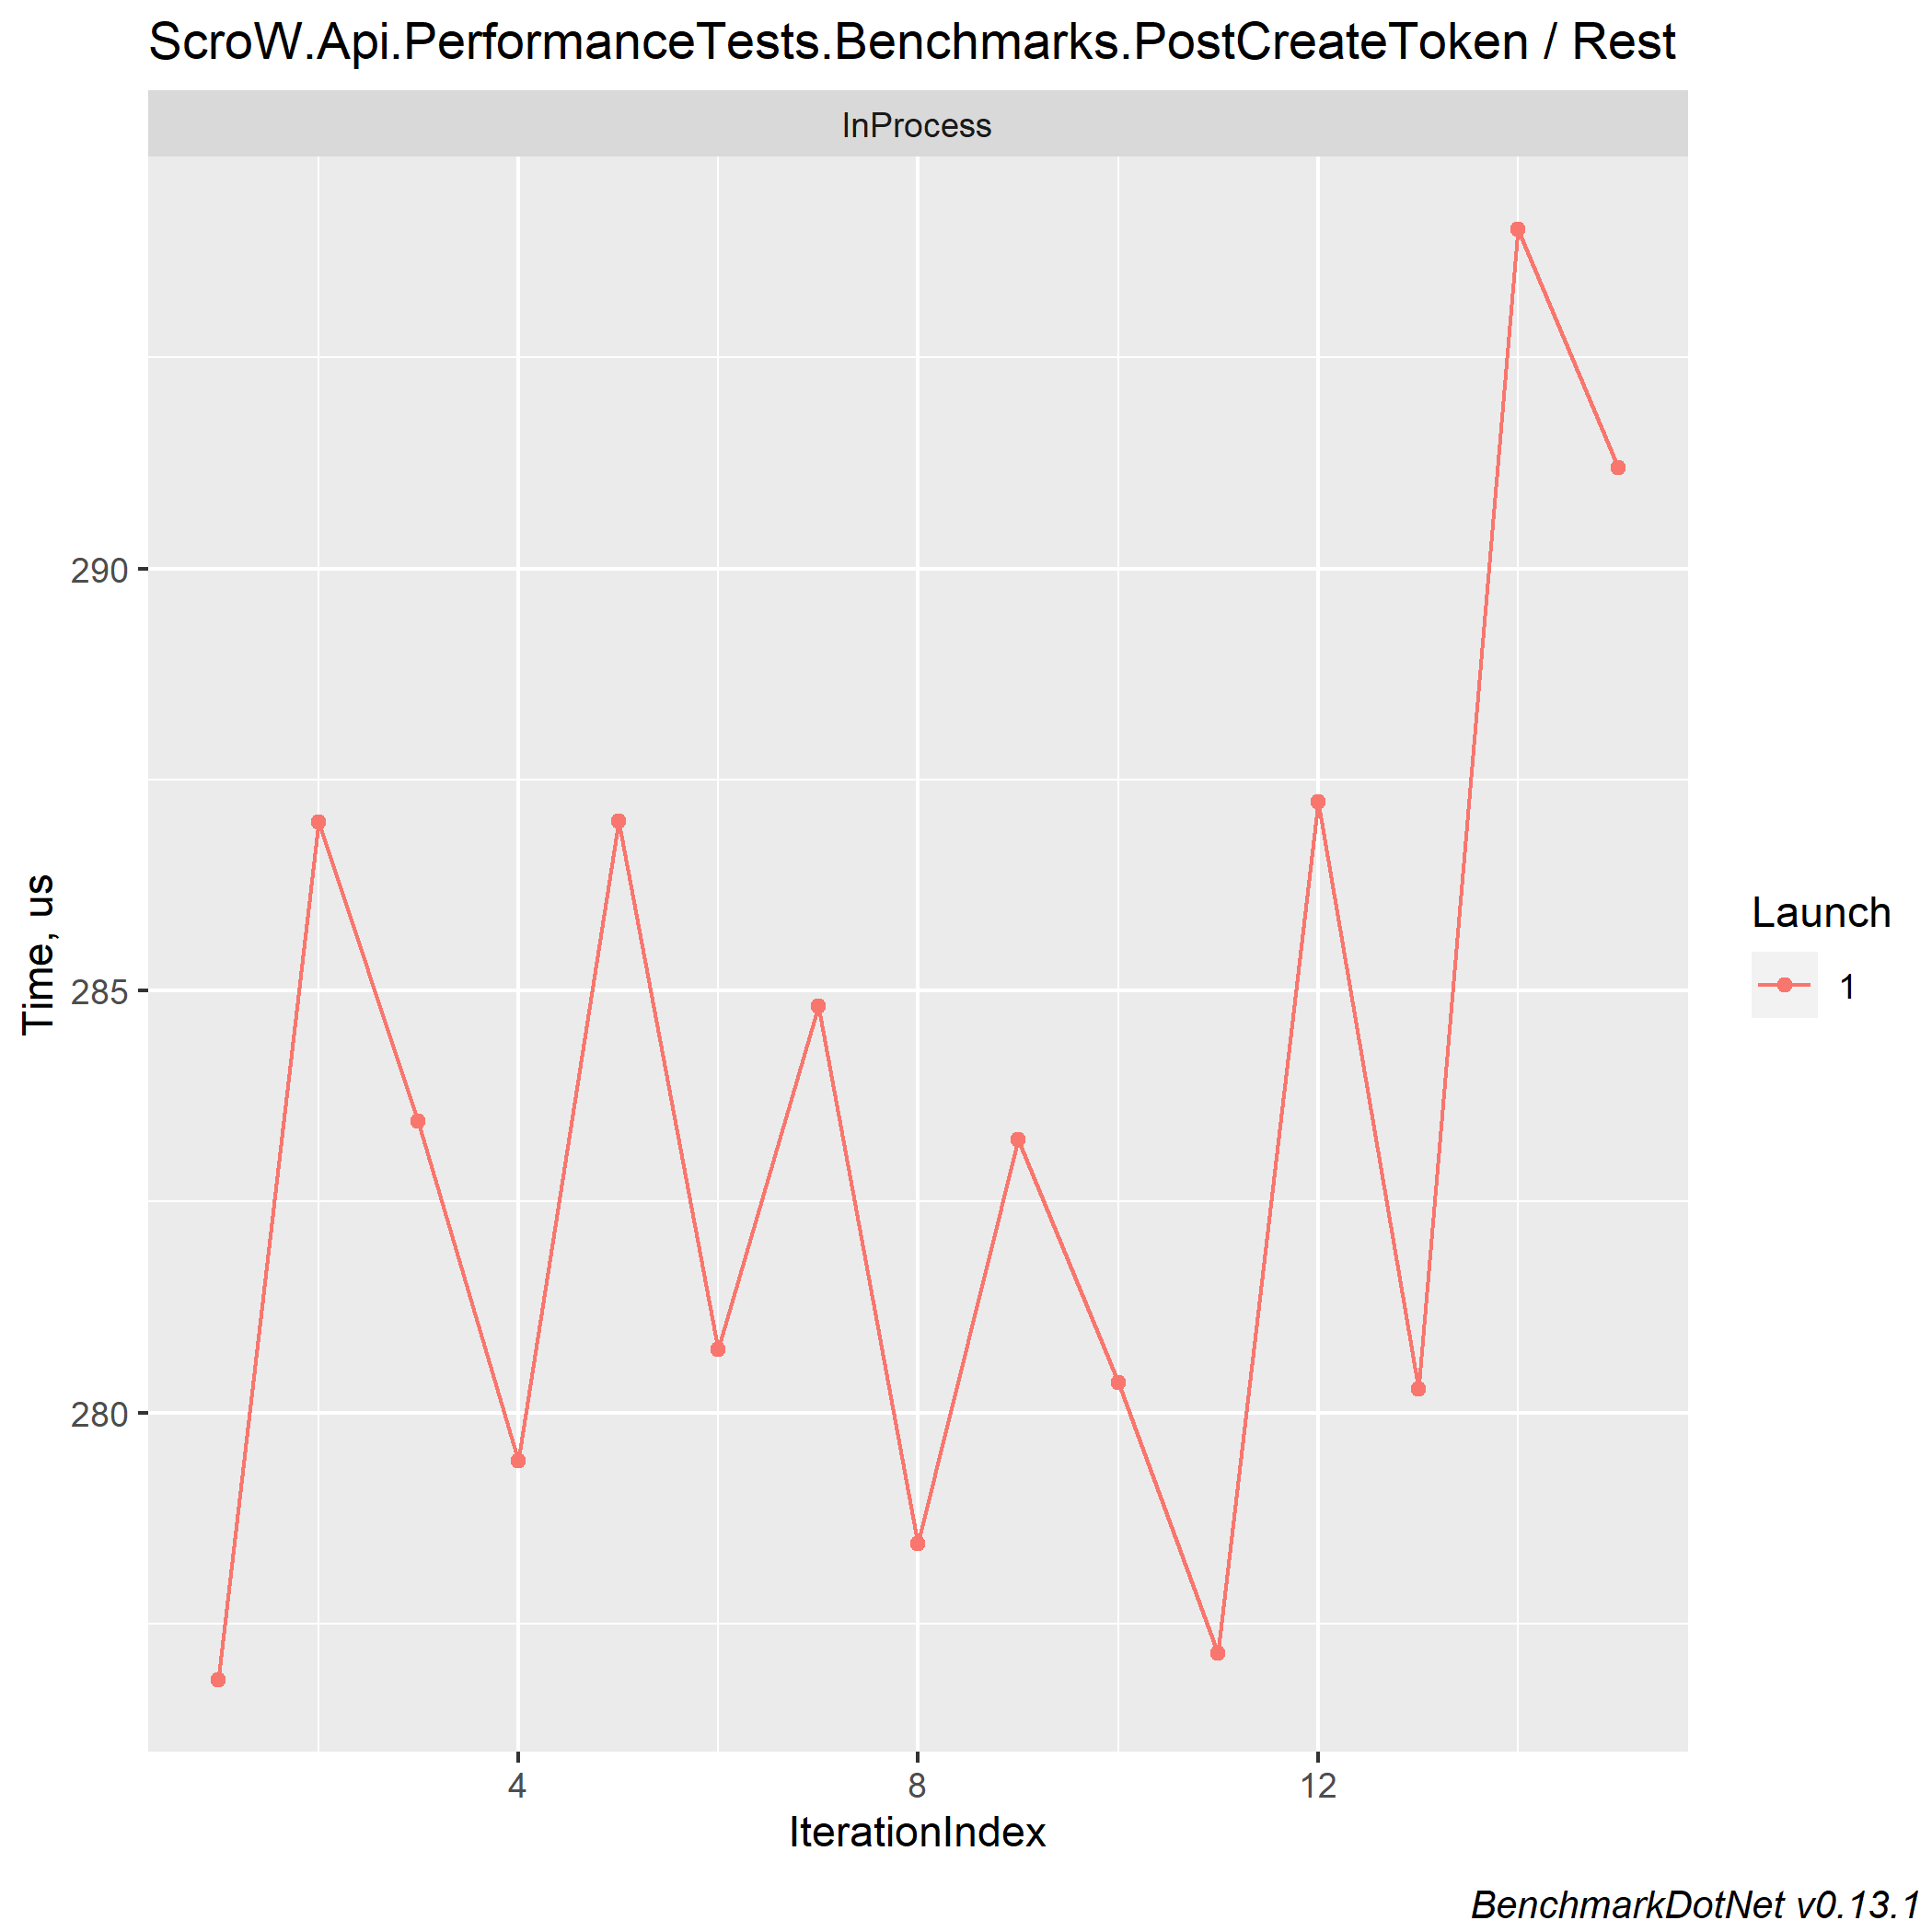 ScroW.Api.PerformanceTests.Benchmarks.PostCreateToken / Rest
InProcess
290
285
280
Time, us
4
8
12
IterationIndex
Launch
1
BenchmarkDotNet v0.13.1